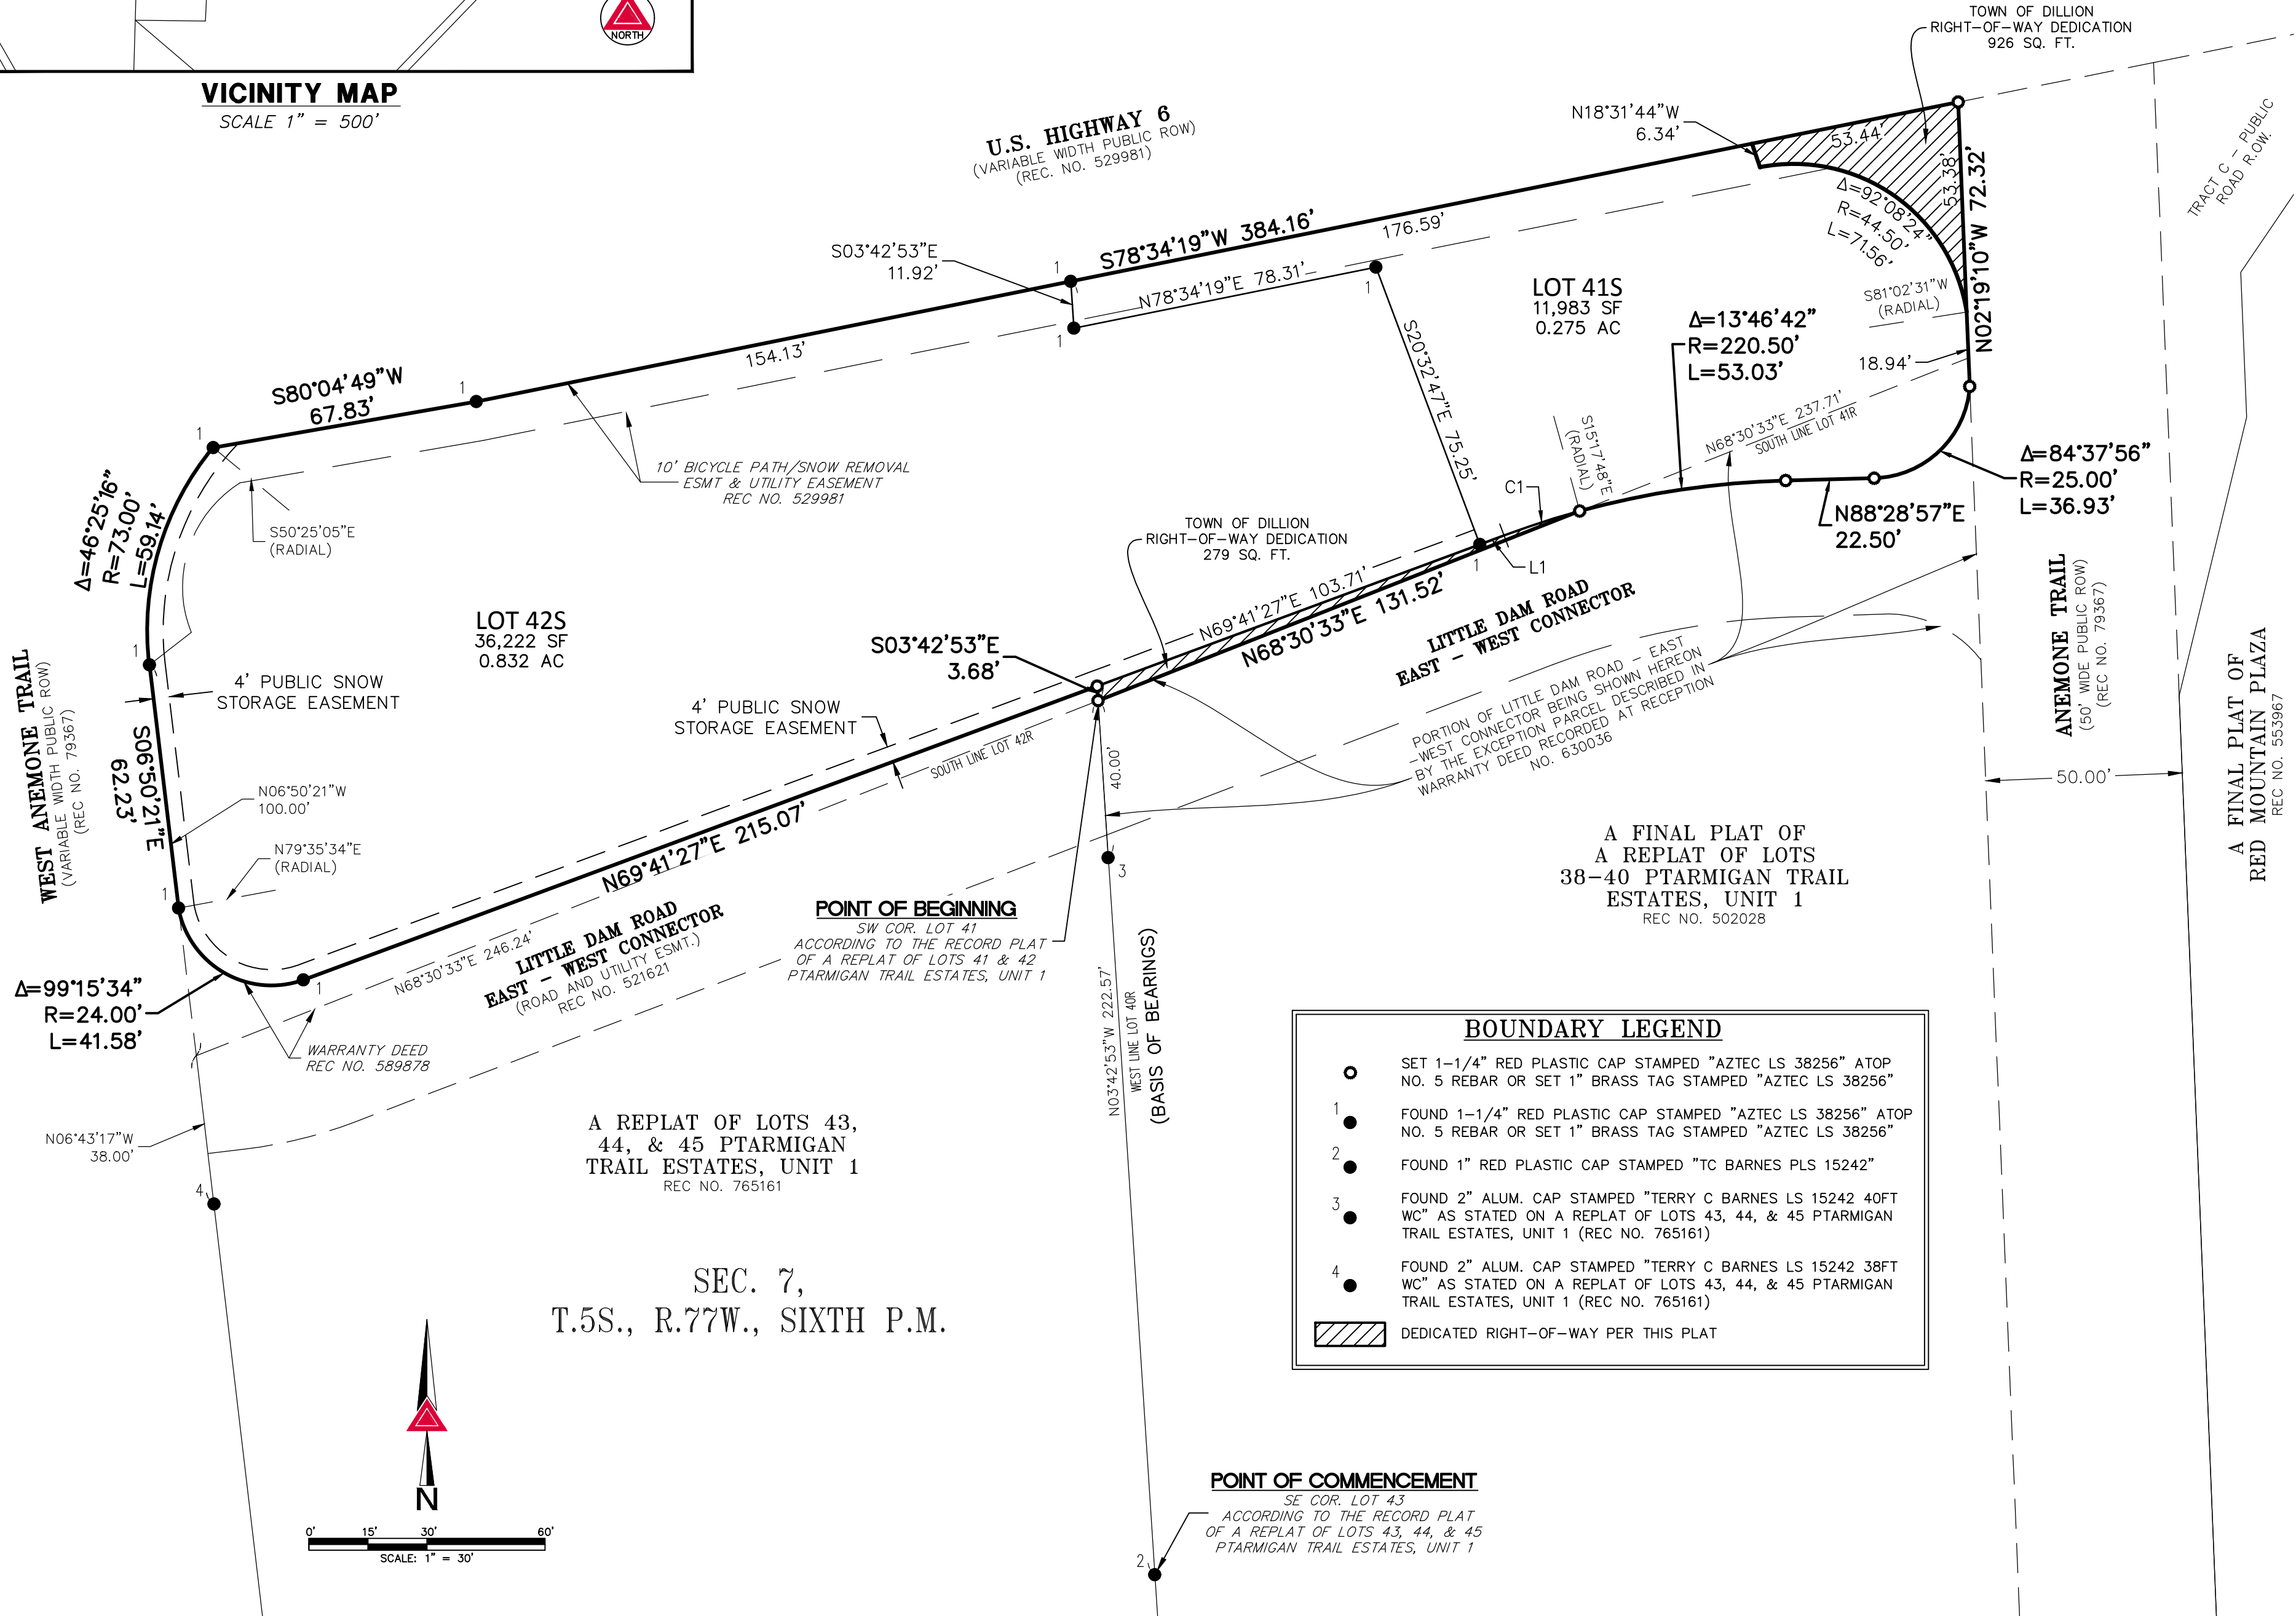 NORTH
VICINITY MAP
SCALE 1" = 500'
TOWN OF DILLION
RIGHT-OF-WAY DEDICATION
926 SQ. FT.
U.S. HIGHWAY 6
(VARIABLE WIDTH PUBLIC ROW)
(REC. NO. 529981)
N18°31'44"W
6.34'
53.44'
53.38'
N02°19'10"W 72.32'
TRACT C - PUBLIC
ROAD R.OW.
Δ=92°08'24"
R=44.50'
L=71.56'
S81°02'31"W
(RADIAL)
18.94'
S03°42'53"E
11.92'
1
S78°34'19"W 384.16'
176.59'
N78°34'19"E 78.31'
1
1
LOT 41S
11,983 SF
0.275 AC
Δ=13°46'42"
R=220.50'
L=53.03'
S20°32'47"E 75.25'
154.13'
S80°04'49"W
67.83'
1
1
Δ=46°25'16"
R=73.00'
L=59.14'
S50°25'05"E
(RADIAL)
10' BICYCLE PATH/SNOW REMOVAL
ESMT & UTILITY EASEMENT
REC NO. 529981
S15°17'48"E
(RADIAL)
N68°30'33"E 237.71'
SOUTH LINE LOT 41R
Δ=84°37'56"
R=25.00'
L=36.93'
N88°28'57"E
22.50'
C1
L1
1
TOWN OF DILLION
RIGHT-OF-WAY DEDICATION
279 SQ. FT.
N69°41'27"E 103.71'
N68°30'33"E 131.52'
LITTLE DAM ROAD
EAST - WEST CONNECTOR
LOT 42S
36,222 SF
0.832 AC
S03°42'53"E
3.68'
1
4' PUBLIC SNOW
STORAGE EASEMENT
4' PUBLIC SNOW
STORAGE EASEMENT
WEST ANEMONE TRAIL
(VARIABLE WIDTH PUBLIC ROW)
(REC NO. 79367)
S06°50'21"E
62.23'
N06°50'21"W
100.00'
N79°35'34"E
(RADIAL)
1
1
SOUTH LINE LOT 42R
40.00'
3
N69°41'27"E 215.07'
PORTION OF LITTLE DAM ROAD - EAST
-WEST CONNECTOR BEING SHOWN HEREON
BY THE EXCEPTION PARCEL DESCRIBED IN
WARRANTY DEED RECORDED AT RECEPTION
NO. 630036
ANEMONE TRAIL
(50' WIDE PUBLIC ROW)
(REC NO. 79367)
50.00'
A FINAL PLAT OF
RED MOUNTAIN PLAZA
REC NO. 553967
A FINAL PLAT OF
A REPLAT OF LOTS
38-40 PTARMIGAN TRAIL
ESTATES, UNIT 1
REC NO. 502028
POINT OF BEGINNING
SW COR. LOT 41
ACCORDING TO THE RECORD PLAT
OF A REPLAT OF LOTS 41 & 42
PTARMIGAN TRAIL ESTATES, UNIT 1
N68°30'33"E 246.24'
LITTLE DAM ROAD
EAST - WEST CONNECTOR
(ROAD AND UTILITY ESMT.)
REC NO. 521621
Δ=99°15'34"
R=24.00'
L=41.58'
WARRANTY DEED
REC NO. 589878
N03°42'53"W 222.57'
WEST LINE LOT 40R
(BASIS OF BEARINGS)
N06°43'17"W
38.00'
4
A REPLAT OF LOTS 43,
44, & 45 PTARMIGAN
TRAIL ESTATES, UNIT 1
REC NO. 765161
SEC. 7,
T.5S., R.77W., SIXTH P.M.
BOUNDARY LEGEND
SET 1-1/4" RED PLASTIC CAP STAMPED "AZTEC LS 38256" ATOP
NO. 5 REBAR OR SET 1" BRASS TAG STAMPED "AZTEC LS 38256"
1
FOUND 1-1/4" RED PLASTIC CAP STAMPED "AZTEC LS 38256" ATOP
NO. 5 REBAR OR SET 1" BRASS TAG STAMPED "AZTEC LS 38256"
2
FOUND 1" RED PLASTIC CAP STAMPED "TC BARNES PLS 15242"
3
FOUND 2" ALUM. CAP STAMPED "TERRY C BARNES LS 15242 40FT
WC" AS STATED ON A REPLAT OF LOTS 43, 44, & 45 PTARMIGAN
TRAIL ESTATES, UNIT 1 (REC NO. 765161)
4
FOUND 2" ALUM. CAP STAMPED "TERRY C BARNES LS 15242 38FT
WC" AS STATED ON A REPLAT OF LOTS 43, 44, & 45 PTARMIGAN
TRAIL ESTATES, UNIT 1 (REC NO. 765161)
DEDICATED RIGHT-OF-WAY PER THIS PLAT
N
0' 15' 30' 60'
SCALE: 1" = 30'
POINT OF COMMENCEMENT
SE COR. LOT 43
ACCORDING TO THE RECORD PLAT
OF A REPLAT OF LOTS 43, 44, & 45
PTARMIGAN TRAIL ESTATES, UNIT 1
2